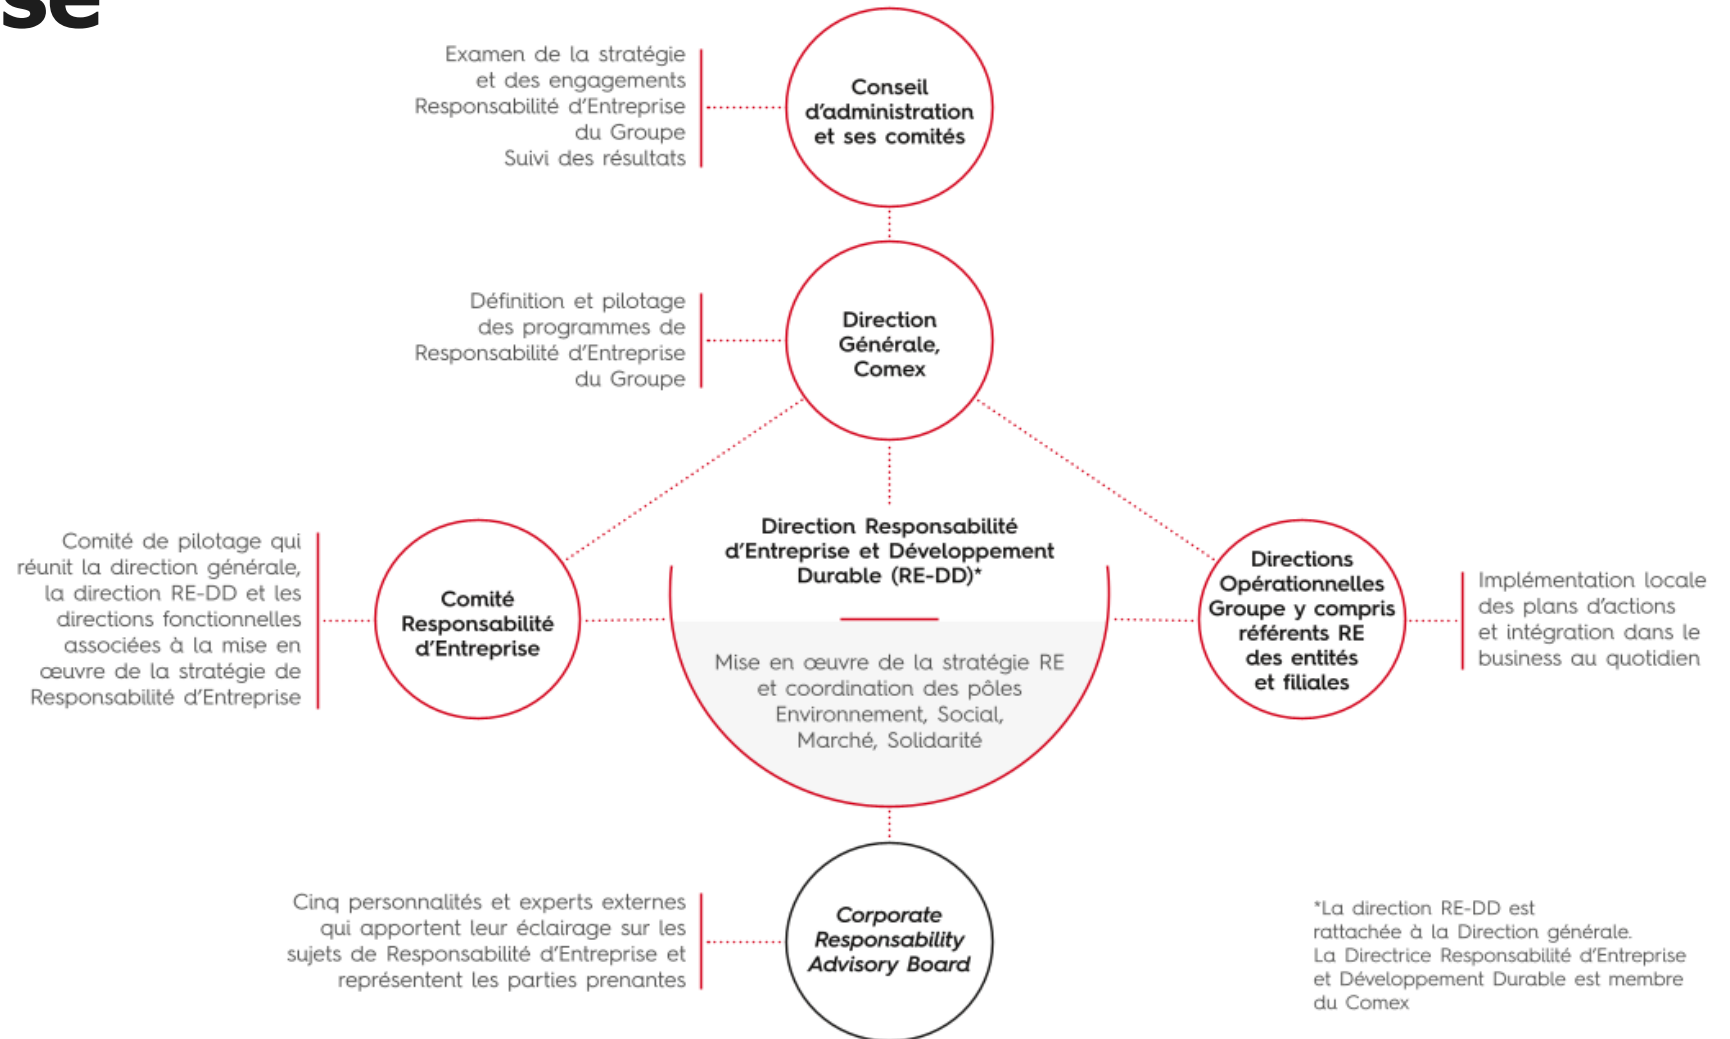 se
Examen de la stratégie
et des engagements
Responsabilité d'Entreprise
du Groupe
Suivi des résultats
Conseil
d'administration
et ses comités
Définition et pilotage
des programmes de
Responsabilité d'Entreprise
du Groupe
Direction
Générale,
Comex
Comité de pilotage qui
réunit la direction générale,
la direction RE-DD et les
directions fonctionnelles
associées à la mise en
œuvre de la stratégie de
Responsabilité d'Entreprise
Comité
Responsabilité
d'Entreprise
Direction Responsabilité
d'Entreprise et Développement
Durable (RE-DD)*
Mise en œuvre de la stratégie RE
et coordination des pôles
Environnement, Social,
Marché, Solidarité
Directions
Opérationnelles
Groupe y compris
référents RE
des entités
et filiales
Implémentation locale
des plans d'actions
et intégration dans le
business au quotidien
Cinq personnalités et experts externes
qui apportent leur éclairage sur les
sujets de Responsabilité d'Entreprise et
représentent les parties prenantes
Corporate
Responsability
Advisory Board
*La direction RE-DD est
rattachée à la Direction générale.
La Directrice Responsabilité d'Entreprise
et Développement Durable est membre
du Comex